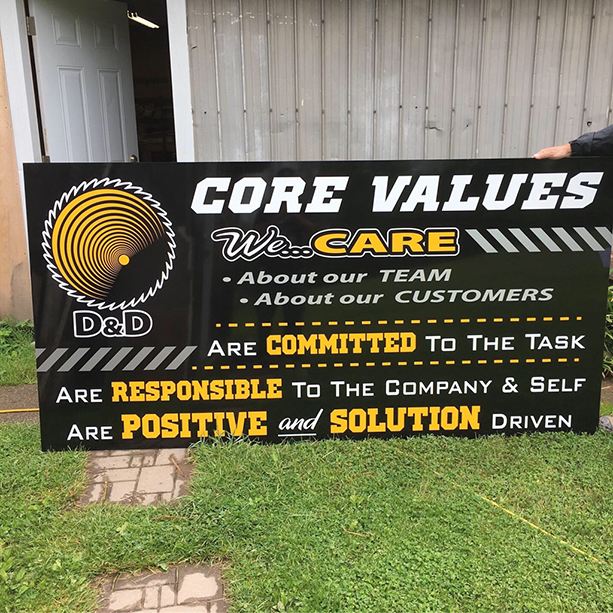 CORE VALUES
We...CARE
• About our TEAM
• About our CUSTOMERS
D&D
ARE COMMITTED TO THE TASK
ARE RESPONSIBLE TO THE COMPANY & SELF
ARE POSITIVE and SOLUTION DRIVEN